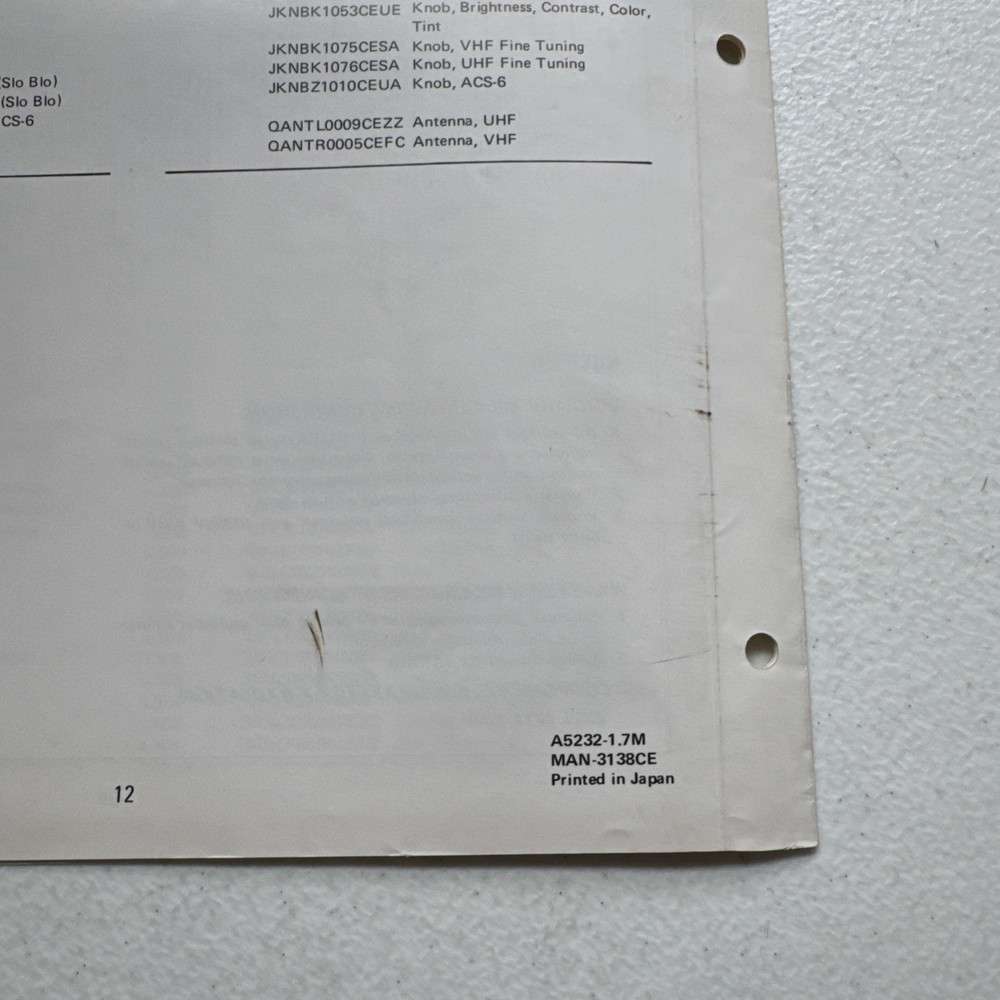 (Slo Blo)
(Slo Blo)
CS-6
JKNBK1053CEUE Knob, Brightness, Contrast, Color,
Tint
JKNBK1075CESA Knob, VHF Fine Tuning
JKNBK1076CESA Knob, UHF Fine Tuning
JKNBZ1010CEUA Knob, ACS-6
QANTL0009CEZZ Antenna, UHF
QANTR0005CEFC Antenna, VHF
A5232-1.7M
MAN-3138CE
Printed in Japan
12